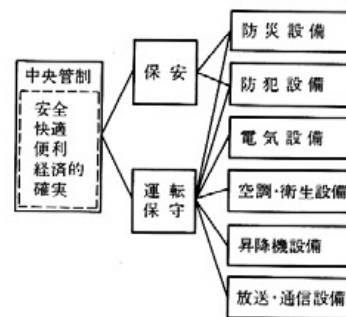 中央管制
安全
快適
便利
経済的
確実
保安
運転
保守
防災設備
防犯設備
電気設備
空調・衛生設備
昇降機設備
放送・通信設備